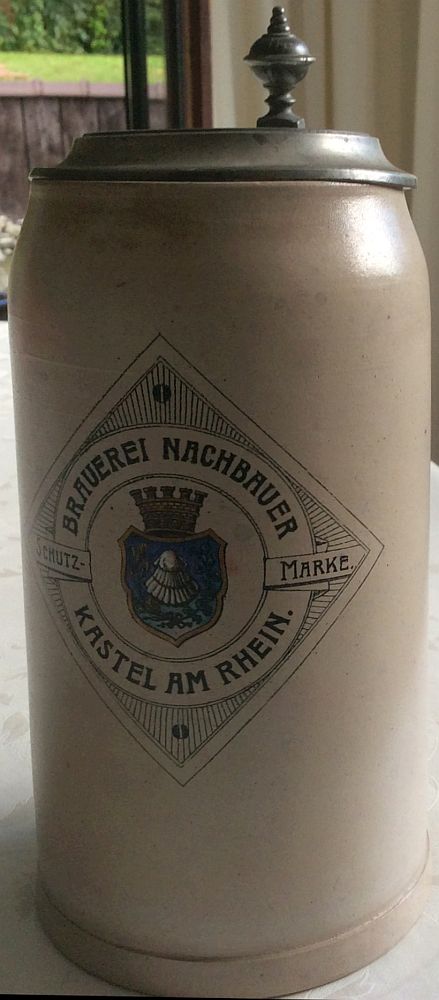 BRAUEREI NACHBAUER
SCHUTZ-
MARKE.
KASTEL AM RHEIN.